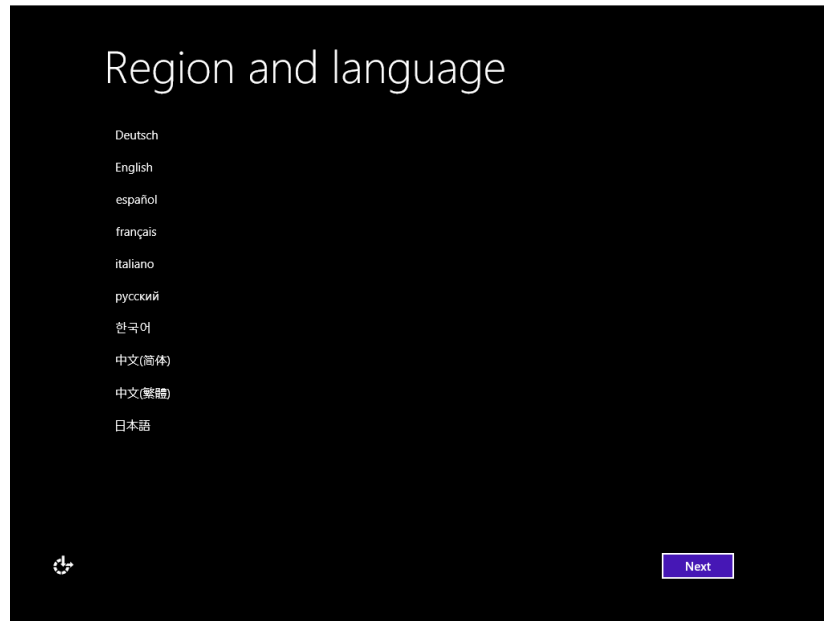 Region and language
Deutsch
English
español
français
italiano
русский
한국어
中文(简体)
中文(繁體)
日本語
Next